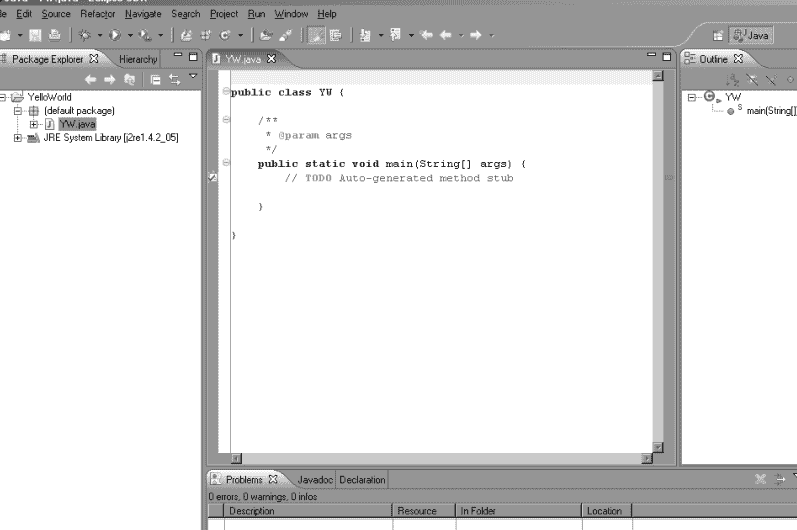 Edit Source Refactor Navigate Search Project Run Window Help
Java
Package Explorer Hierarchy
YelloWorld
(default package)
YW.java
JRE System Library [j2re1.4.2_05]
YW.java
public class YW {
/**
* @param args
*/
public static void main(String[] args) {
// TODO Auto-generated method stub
}
}
Outline
YW
main(String[]
Problems Javadoc Declaration
0 errors, 0 warnings, 0 infos
Description Resource In Folder Location